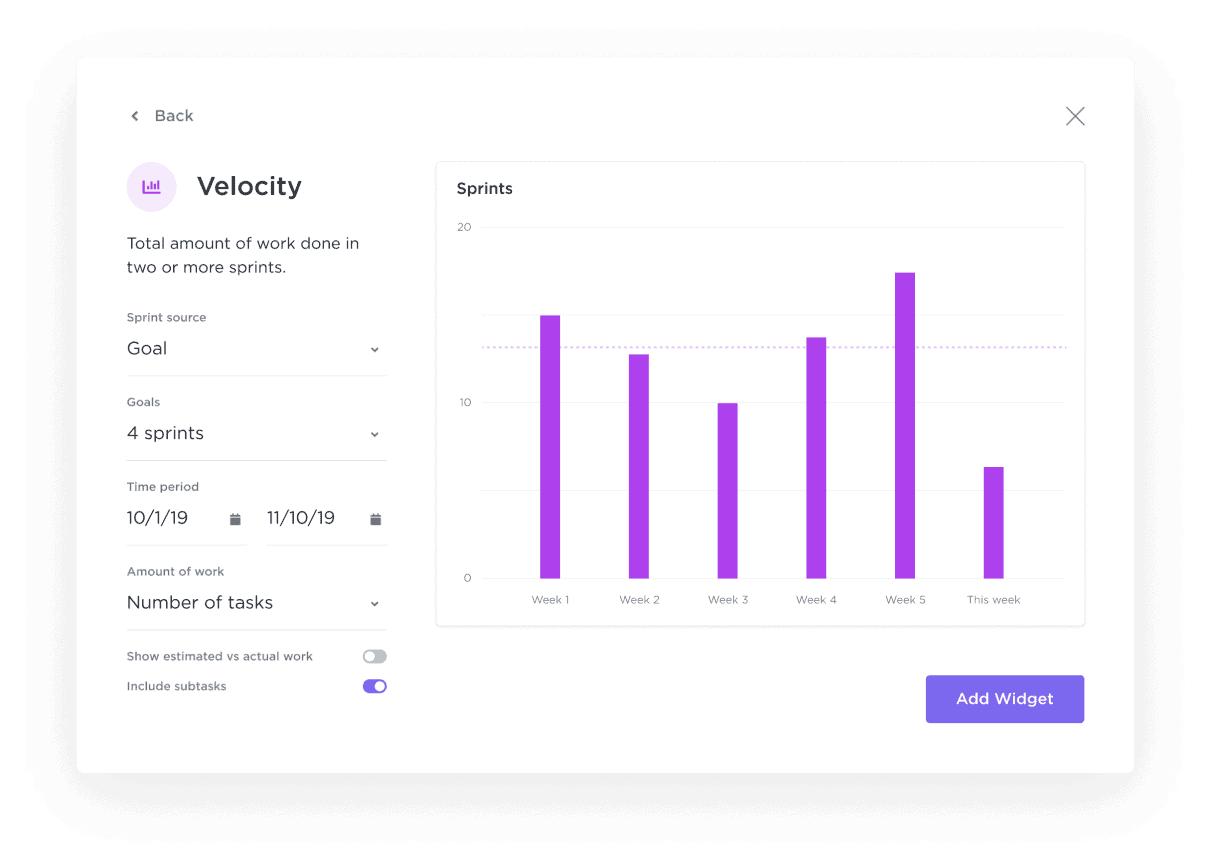 Back
Velocity
Total amount of work done in
two or more sprints.
Sprint source
Goal
Goals
4 sprints
Time period
10/1/19 11/10/19
Amount of work
Number of tasks
Show estimated vs actual work
Include subtasks
Sprints
20
10
0
Week 1 Week 2 Week 3 Week 4 Week 5 This week
Add Widget